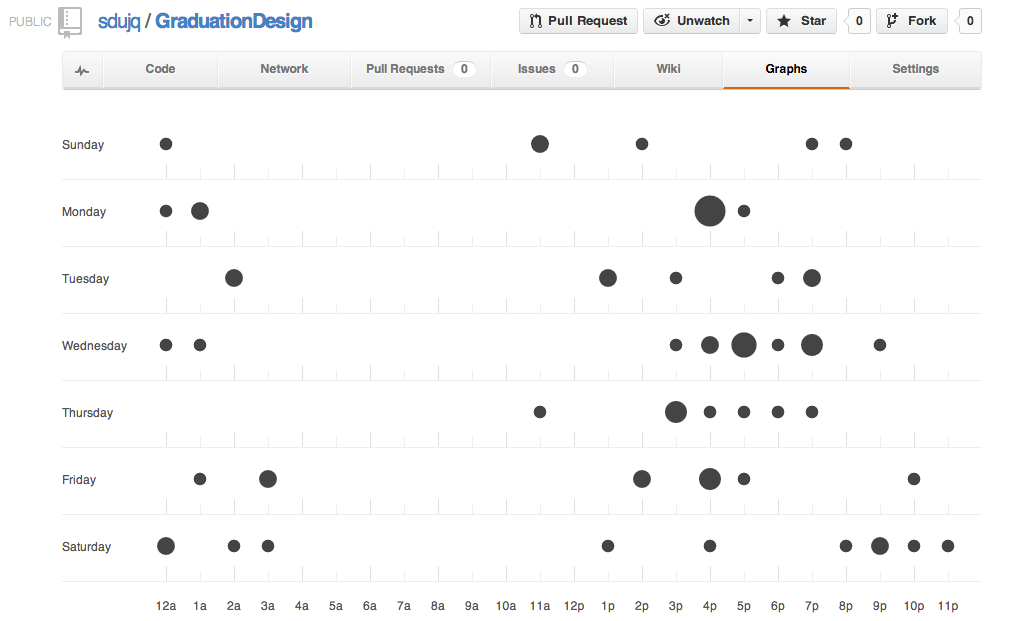 PUBLIC sdujq / GraduationDesign Pull Request Unwatch Star 0 Fork 0
Code Network Pull Requests 0 Issues 0 Wiki Graphs Settings
Sunday
Monday
Tuesday
Wednesday
Thursday
Friday
Saturday
12a 1a 2a 3a 4a 5a 6a 7a 8a 9a 10a 11a 12p 1p 2p 3p 4p 5p 6p 7p 8p 9p 10p 11p